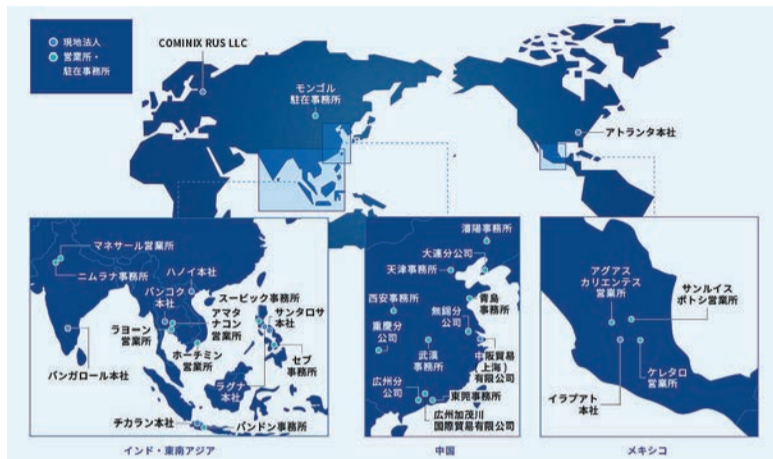 現地法人
営業所・
駐在事務所
COMINIX RUS LLC
モンゴル
駐在事務所
アトランタ本社
マネサール営業所
ニムラナ事務所
ハノイ本社
バンコク
本社
スービック事務所
アマタ
ナコン
営業所
サンタロサ
本社
ラヨーン
営業所
ホーチミン
営業所
セブ
事務所
バンガロール本社
ラグナ
本社
チカラン本社
バンドン事務所
インド・東南アジア
瀋陽事務所
大連分公司
天津事務所
青島
事務所
西安事務所
無錫分
公司
重慶分
公司
武漢
事務所
中阪貿易
(上海)
有限公司
広州分
公司
東莞事務所
広州加茂川
国際貿易有限公司
中国
アグアス
カリエンテス
営業所
サンルイス
ポトシ営業所
ケレタロ
営業所
イラプアト
本社
メキシコ